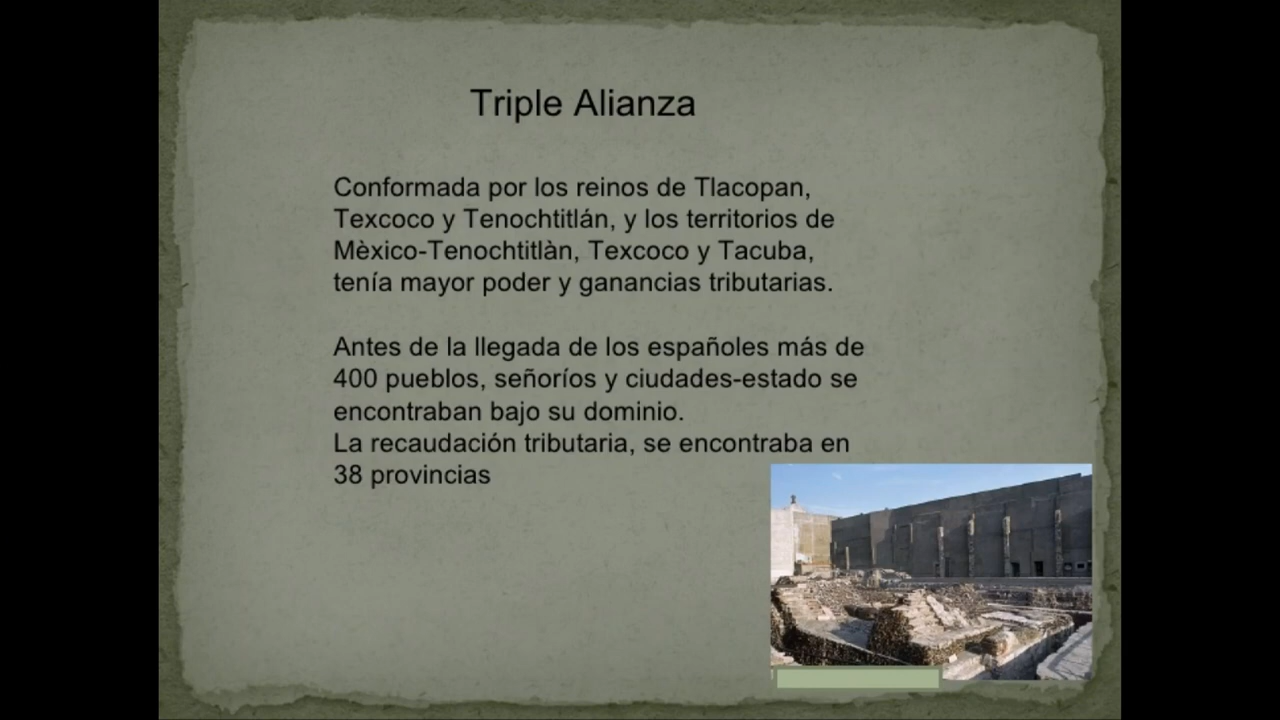 Triple Alianza
Conformada por los reinos de Tlacopan,
Texcoco y Tenochtitlán, y los territorios de
Mèxico-Tenochtitlàn, Texcoco y Tacuba,
tenía mayor poder y ganancias tributarias.
Antes de la llegada de los españoles más de
400 pueblos, señoríos y ciudades-estado se
encontraban bajo su dominio.
La recaudación tributaria, se encontraba en
38 provincias